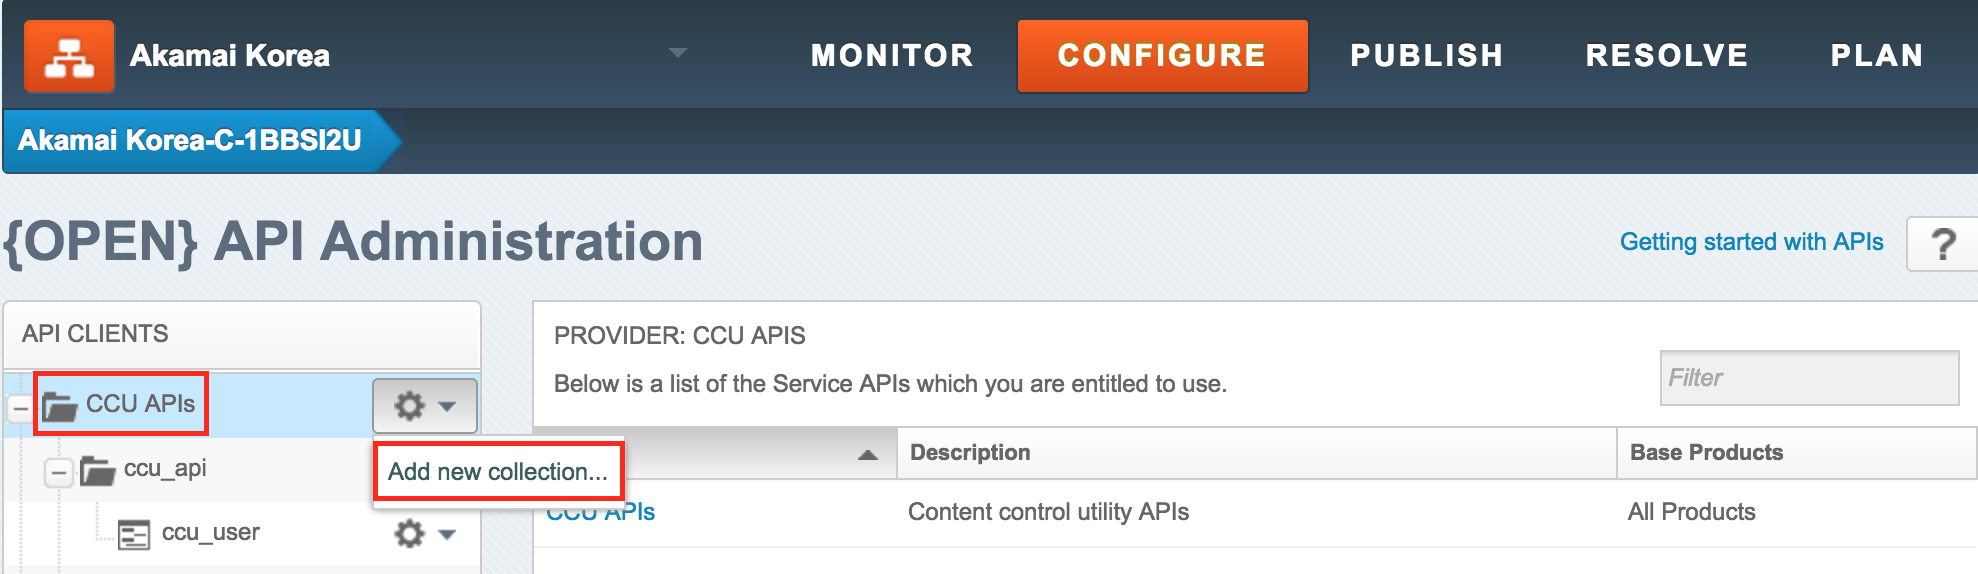 Akamai Korea
MONITOR CONFIGURE PUBLISH RESOLVE PLAN
Akamai Korea-C-1BBSI2U
{OPEN} API Administration
Getting started with APIs
?
API CLIENTS
CCU APIs
Add new collection...
ccu_api
ccu_user
PROVIDER: CCU APIS
Below is a list of the Service APIs which you are entitled to use.
Filter
Description Base Products
CCU APIs Content control utility APIs All Products